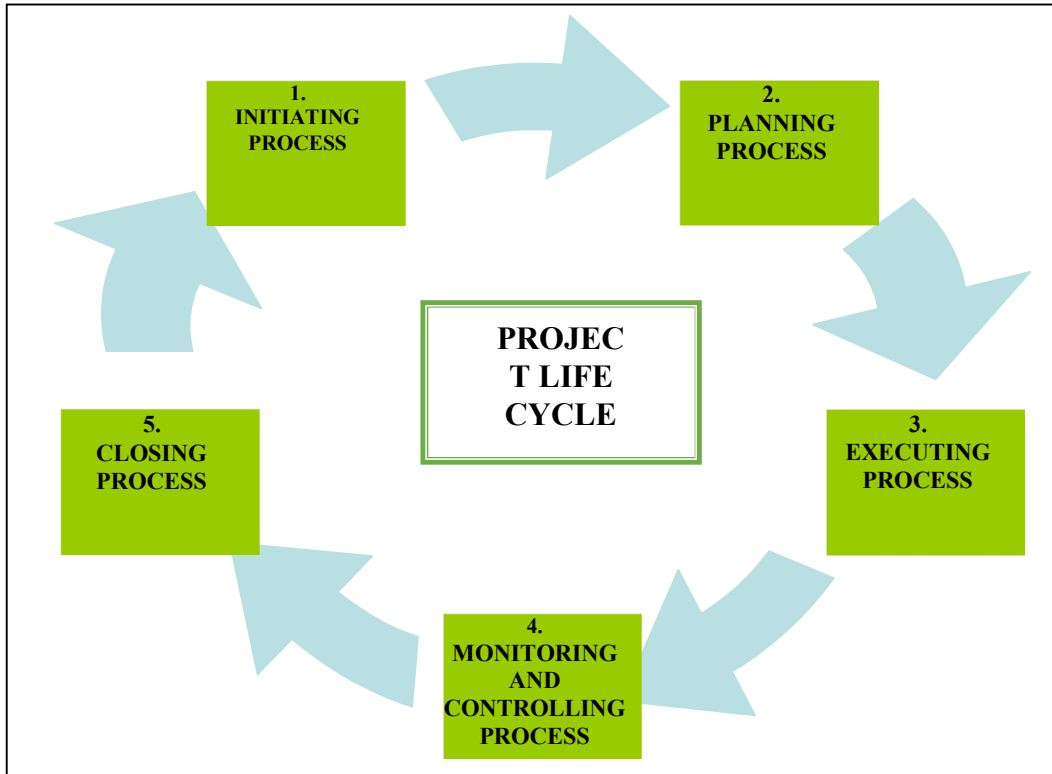 1.
INITIATING
PROCESS
2.
PLANNING
PROCESS
PROJEC
T LIFE
CYCLE
5.
CLOSING
PROCESS
3.
EXECUTING
PROCESS
4.
MONITORING
AND
CONTROLLING
PROCESS